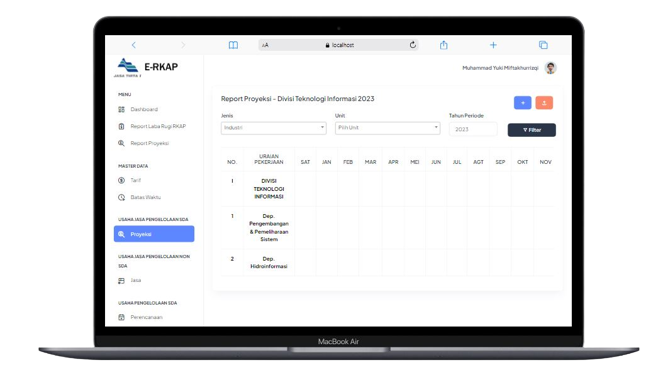 AA
localhost
E-RKAP
JASA TIRTA 1
Muhammad Yuki Miftakhurrizqi
MENU
Dashboard
Report Laba Rugi RKAP
Report Proyeksi
MASTER DATA
Tarif
Batas Waktu
USAHA JASA PENGELOLAAN SDA
Proyeksi
USAHA JASA PENGELOLAAN NON
SDA
Jasa
USAHA PENGELOLAAN SDA
Perencanaan
Report Proyeksi - Divisi Teknologi Informasi 2023
Jenis
Unit
Tahun Periode
Industri
Pilih Unit
2023
Filter
NO. URAIAN PEKERJAAN SAT JAN FEB MAR APR MEI JUN JUL AGT SEP OKT NOV
I DIVISI
TEKNOLOGI
INFORMASI
1 Dep.
Pengembangan
& Pemeliharaan
Sistem
2 Dep.
Hidroinformasi
MacBook Air